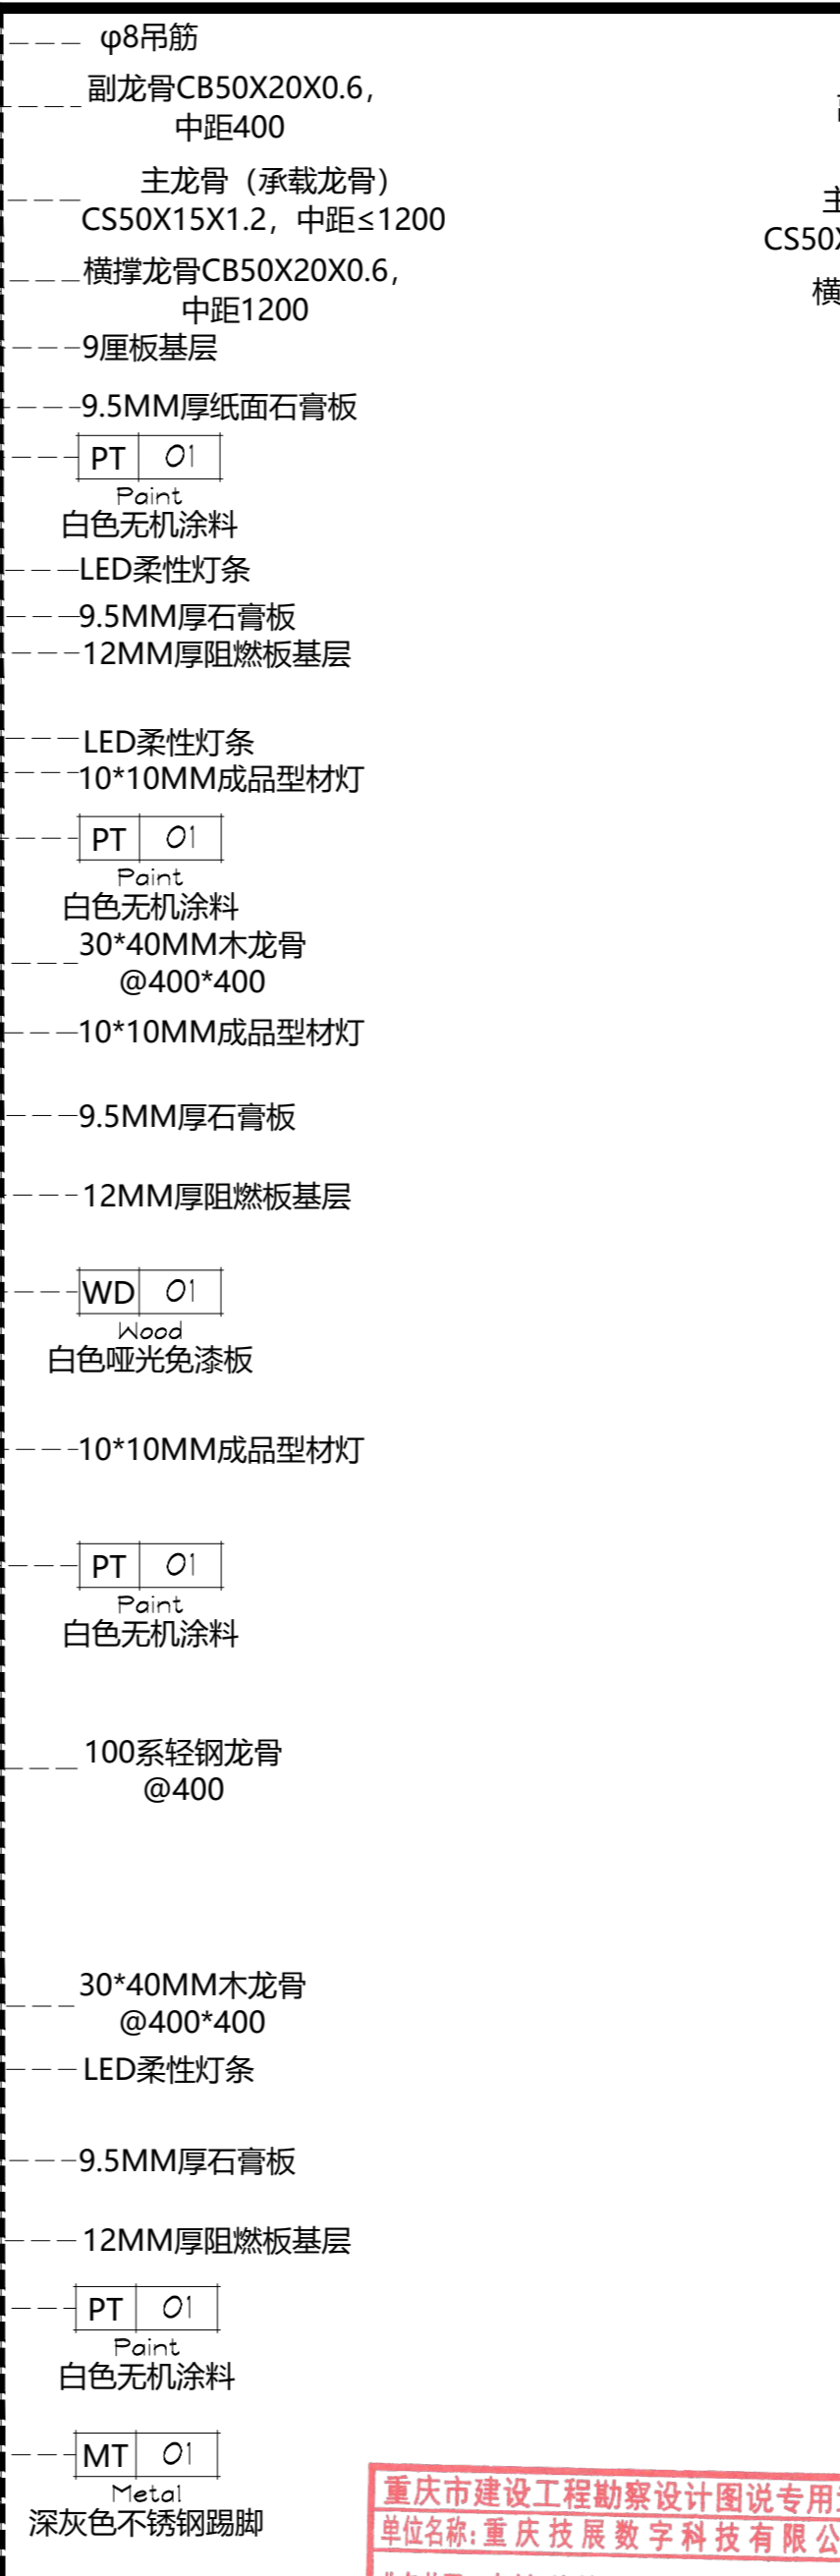 φ8吊筋
副龙骨CB50X20X0.6，
中距400
主龙骨（承载龙骨）
CS50X15X1.2，中距≤1200
横撑龙骨CB50X20X0.6，
中距1200
9厘板基层
9.5MM厚纸面石膏板
PT 01
Paint
白色无机涂料
LED柔性灯条
9.5MM厚石膏板
12MM厚阻燃板基层
LED柔性灯条
10*10MM成品型材灯
PT 01
Paint
白色无机涂料
30*40MM木龙骨
@400*400
10*10MM成品型材灯
9.5MM厚石膏板
12MM厚阻燃板基层
WD 01
Wood
白色哑光免漆板
10*10MM成品型材灯
PT 01
Paint
白色无机涂料
100系轻钢龙骨
@400
30*40MM木龙骨
@400*400
LED柔性灯条
9.5MM厚石膏板
12MM厚阻燃板基层
PT 01
Paint
白色无机涂料
MT 01
Metal
深灰色不锈钢踢脚
主
CS50
横
重庆市建设工程勘察设计图说专用
单位名称:重庆技展数字科技有限公